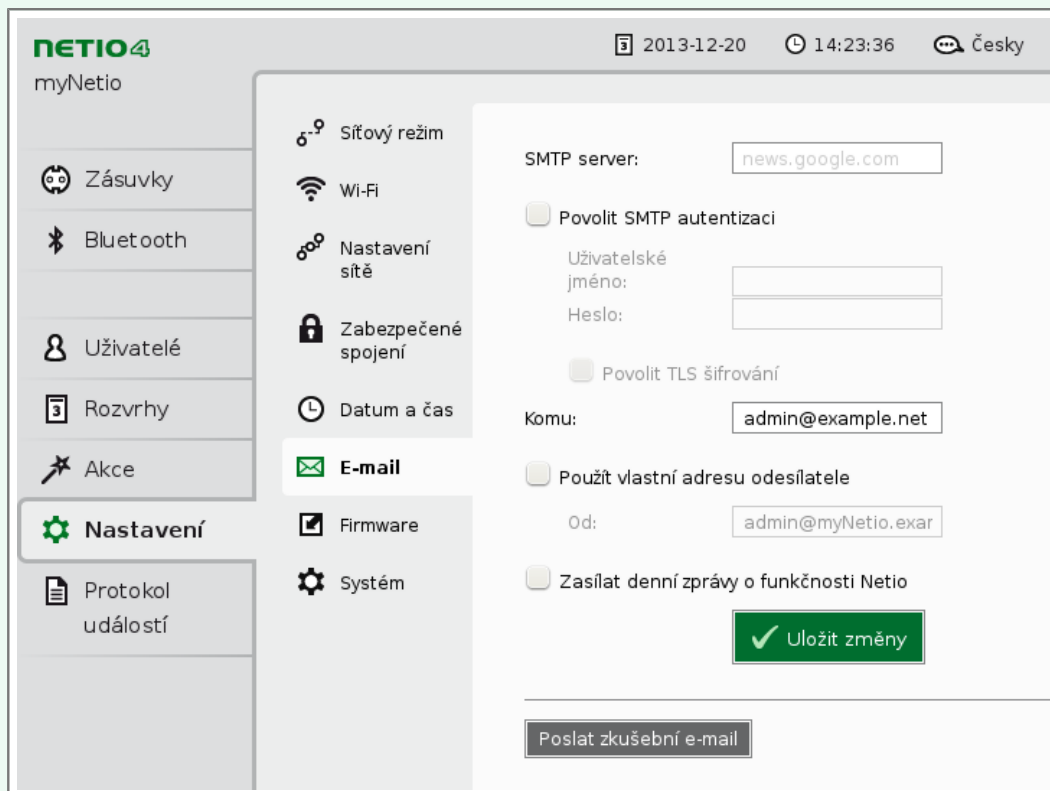 NETIO4
2013-12-20 14:23:36 Česky
myNetio
Zásuvky
Bluetooth
Uživatelé
Rozvrhy
Akce
Nastavení
Protokol
událostí
Síťový režim
Wi-Fi
Nastavení
sítě
Zabezpečené
spojení
Datum a čas
E-mail
Firmware
Systém
SMTP server: news.google.com
Povolit SMTP autentizaci
Uživatelské
jméno:
Heslo:
Povolit TLS šifrování
Komu: admin@example.net
Použít vlastní adresu odesílatele
Od: admin@myNetio.exar
Zasílat denní zprávy o funkčnosti Netio
Uložit změny
Poslat zkušební e-mail